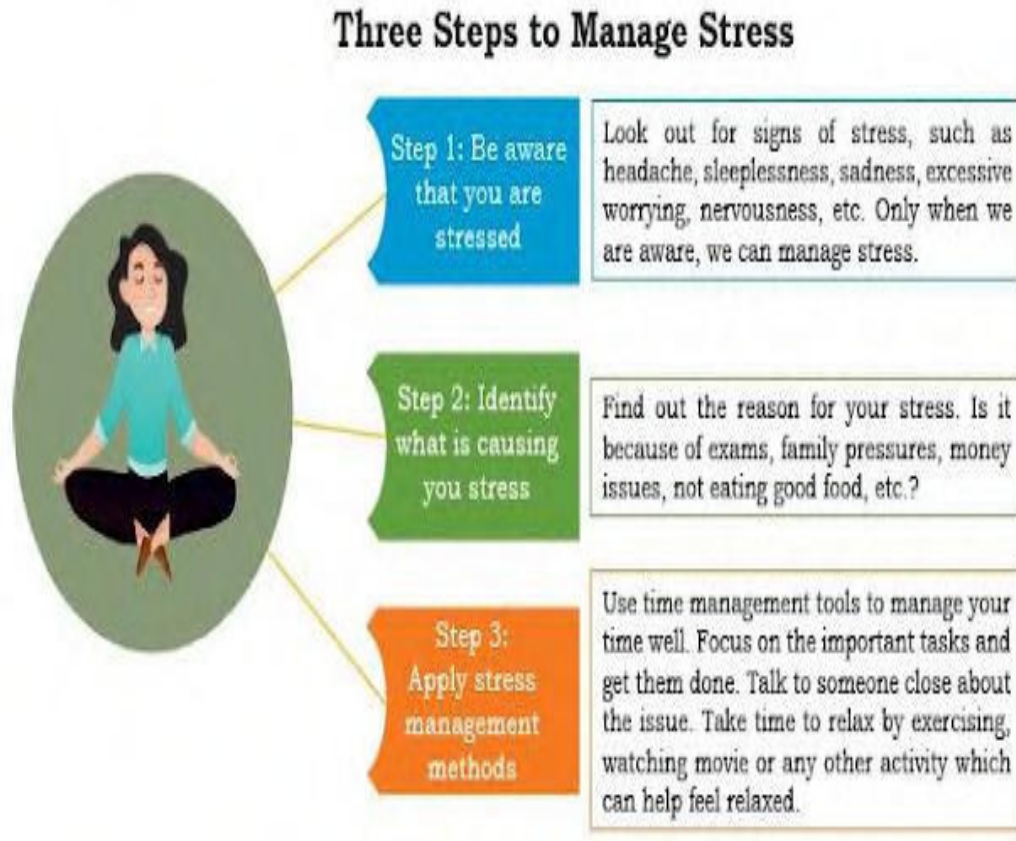 Three Steps to Manage Stress
Step 1: Be aware
that you are
stressed
Look out for signs of stress, such as
headache, sleeplessness, sadness, excessive
worrying, nervousness, etc. Only when we
are aware, we can manage stress.
Step 2: Identify
what is causing
you stress
Find out the reason for your stress. Is it
because of exams, family pressures, money
issues, not eating good food, etc.?
Step 3:
Apply stress
management
methods
Use time management tools to manage your
time well. Focus on the important tasks and
get them done. Talk to someone close about
the issue. Take time to relax by exercising,
watching movie or any other activity which
can help feel relaxed.